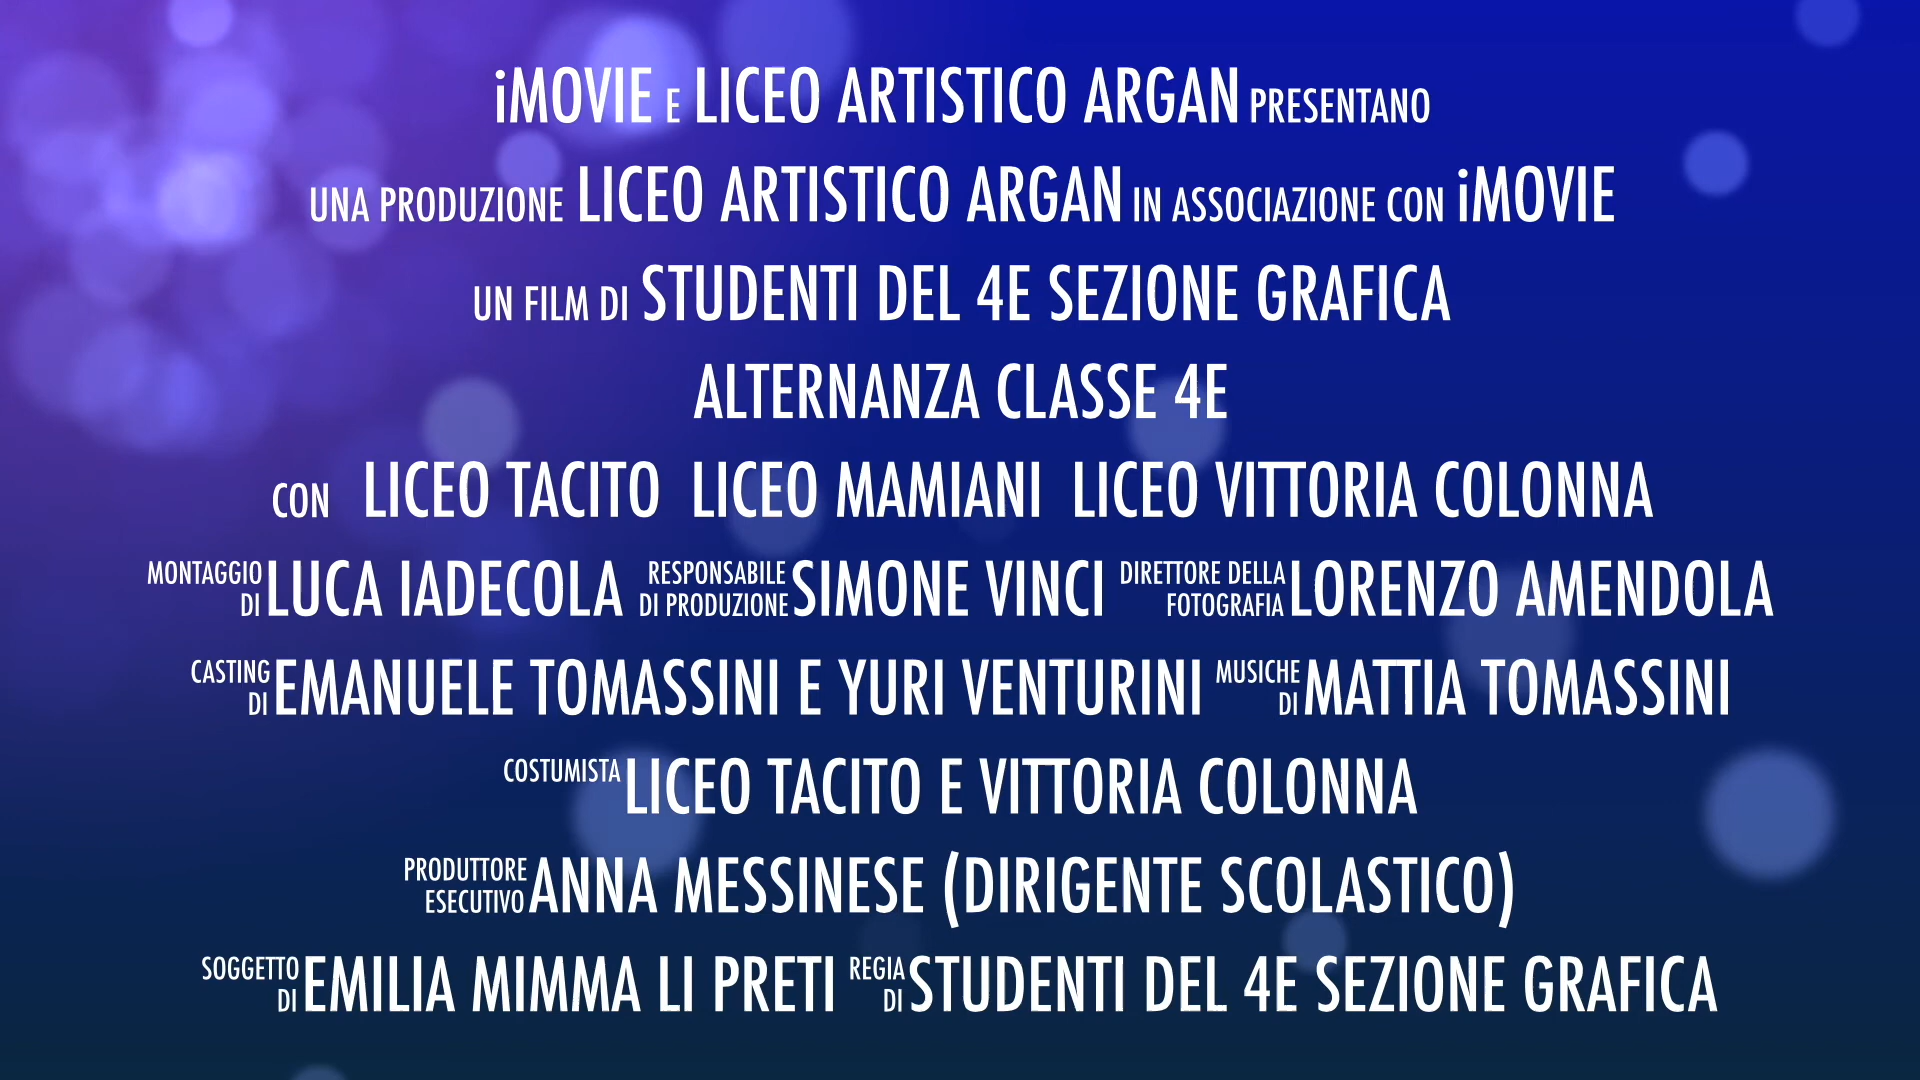 iMOVIE E LICEO ARTISTICO ARGAN PRESENTANO
UNA PRODUZIONE LICEO ARTISTICO ARGAN IN ASSOCIAZIONE CON iMOVIE
UN FILM DI STUDENTI DEL 4E SEZIONE GRAFICA
ALTERNANZA CLASSE 4E
CON LICEO TACITO LICEO MAMIANI LICEO VITTORIA COLONNA
MONTAGGIO DI LUCA IADECOLA RESPONSABILE DI PRODUZIONE SIMONE VINCI DIRETTORE DELLA FOTOGRAFIA LORENZO AMENDOLA
CASTING DI EMANUELE TOMASSINI E YURI VENTURINI MUSICHE DI MATTIA TOMASSINI
COSTUMISTA LICEO TACITO E VITTORIA COLONNA
PRODUTTORE ESECUTIVO ANNA MESSINESE (DIRIGENTE SCOLASTICO)
SOGGETTO DI EMILIA MIMMA LI PRETI REGIA DI STUDENTI DEL 4E SEZIONE GRAFICA